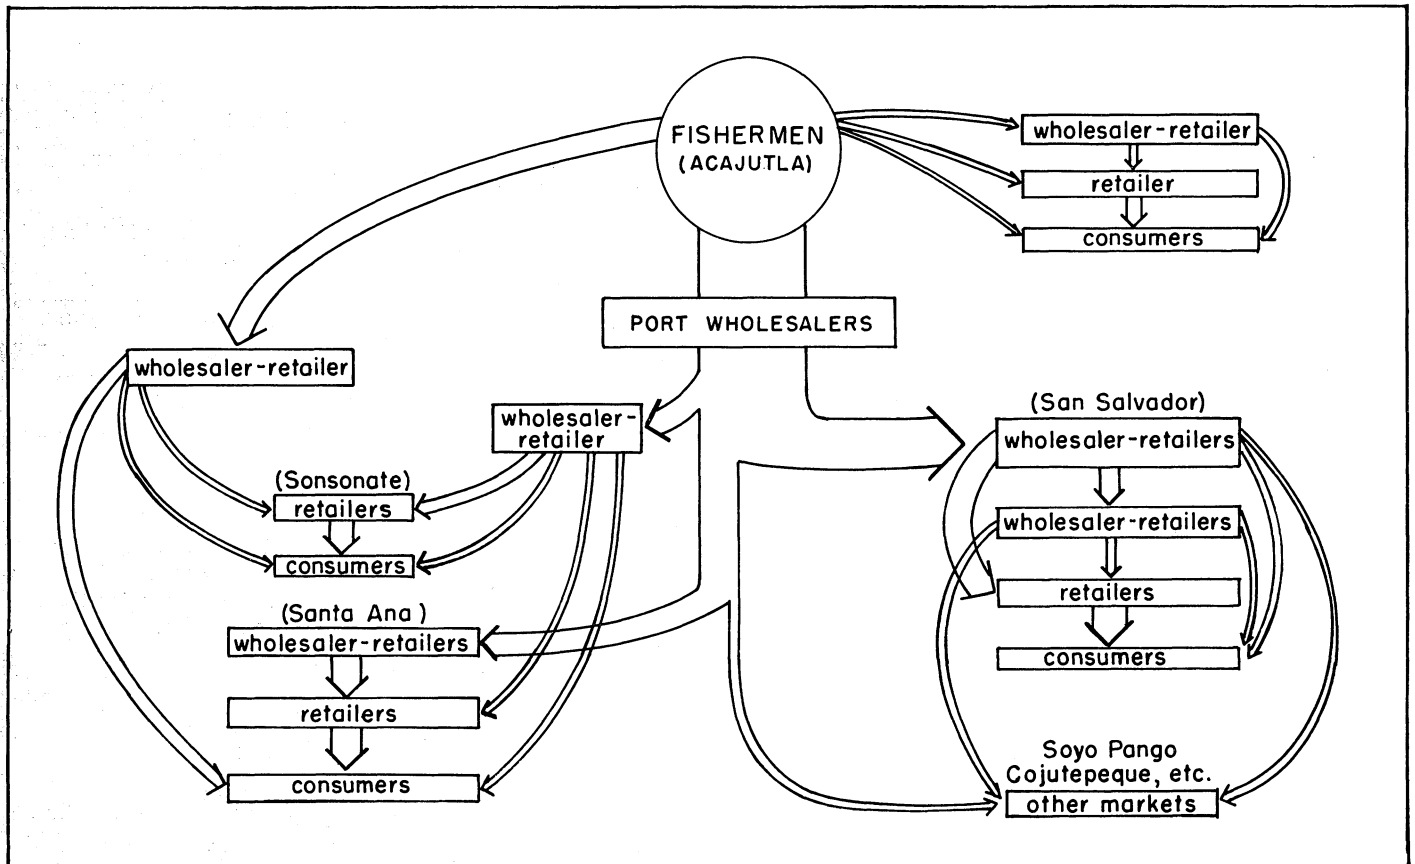 FISHERMEN
(ACAJUTLA)
wholesaler-retailer
retailer
consumers
PORT WHOLESALERS
wholesaler-retailer
wholesaler-
retailer
(Sonsonate)
retailers
consumers
(Santa Ana)
wholesaler-retailers
retailers
consumers
(San Salvador)
wholesaler-retailers
wholesaler-retailers
retailers
consumers
Soyo Pango
Cojutepeque, etc.
other markets